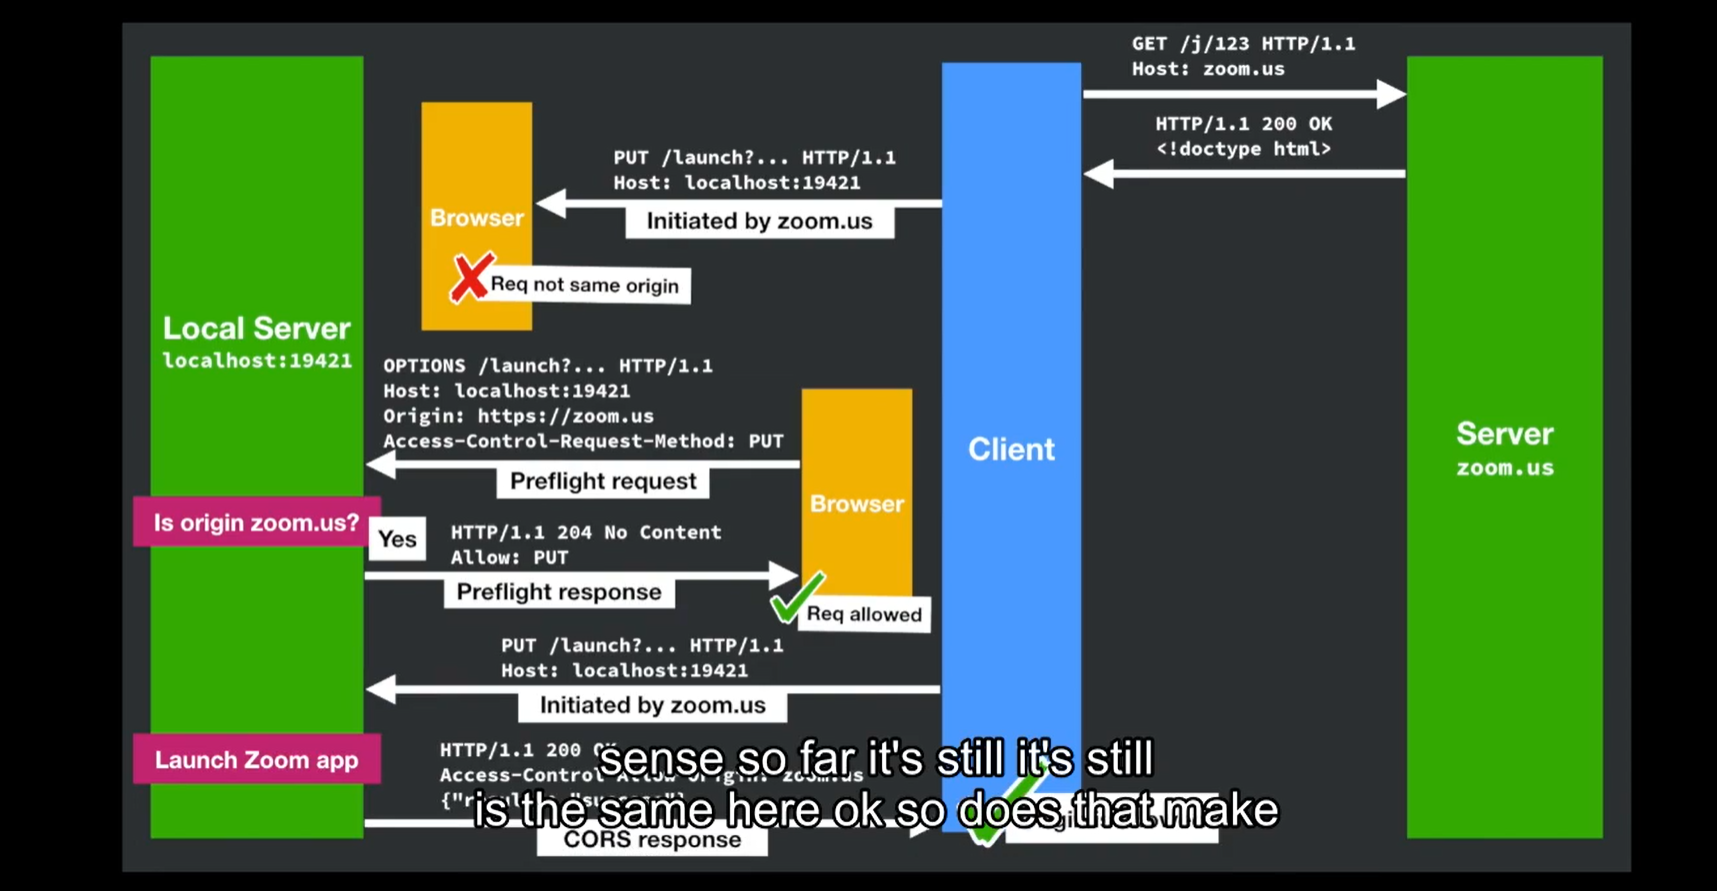 GET /j/123 HTTP/1.1
Host: zoom.us
HTTP/1.1 200 OK
<!doctype html>
PUT /launch?... HTTP/1.1
Host: localhost:19421
Initiated by zoom.us
Browser
Req not same origin
Local Server
localhost:19421
OPTIONS /launch?... HTTP/1.1
Host: localhost:19421
Origin: https://zoom.us
Access-Control-Request-Method: PUT
Preflight request
Browser
Client
Server
zoom.us
Is origin zoom.us?
Yes
HTTP/1.1 204 No Content
Allow: PUT
Preflight response
Req allowed
PUT /launch?... HTTP/1.1
Host: localhost:19421
Initiated by zoom.us
Launch Zoom app
HTTP/1.1 200 OK
Access-Control-Allow-Origin: zoom.us
"success"}
CORS response
sense so far it's still it's still
is the same here ok so does that make